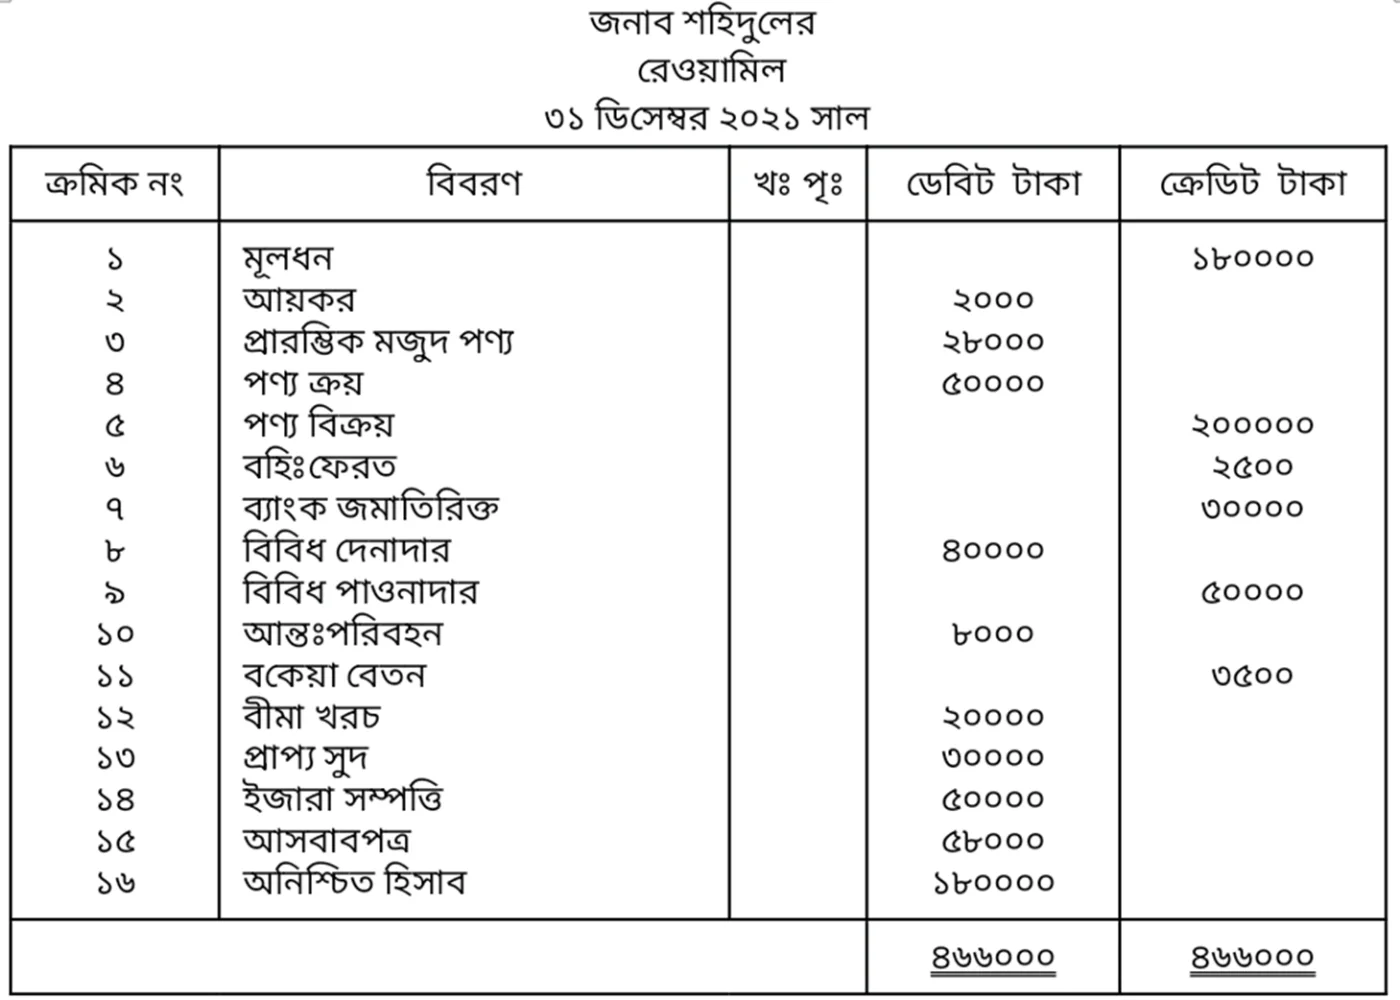 জনাব শহিদুলের
রেওয়ামিল
৩১ ডিসেম্বর ২০২১ সাল
ক্রমিক নং বিবরণ খঃ পৃঃ ডেবিট টাকা ক্রেডিট টাকা
১ মূলধন ১৮০০০০
২ আয়কর ২০০০
৩ প্রারম্ভিক মজুদ পণ্য ২৮০০০
৪ পণ্য ক্রয় ৫০০০০
৫ পণ্য বিক্রয় ২০০০০০
৬ বহিঃফেরত ২৫০০
৭ ব্যাংক জমাতিরিক্ত ৩০০০০
৮ বিবিধ দেনাদার ৪০০০০
৯ বিবিধ পাওনাদার ৫০০০০
১০ আন্তঃপরিবহন ৮০০০
১১ বকেয়া বেতন ৩৫০০
১২ বীমা খরচ ২০০০০
১৩ প্রাপ্য সুদ ৩০০০০
১৪ ইজারা সম্পত্তি ৫০০০০
১৫ আসবাবপত্র ৫৮০০০
১৬ অনিশ্চিত হিসাব ১৮০০০০
৪৬৬০০০ ৪৬৬০০০